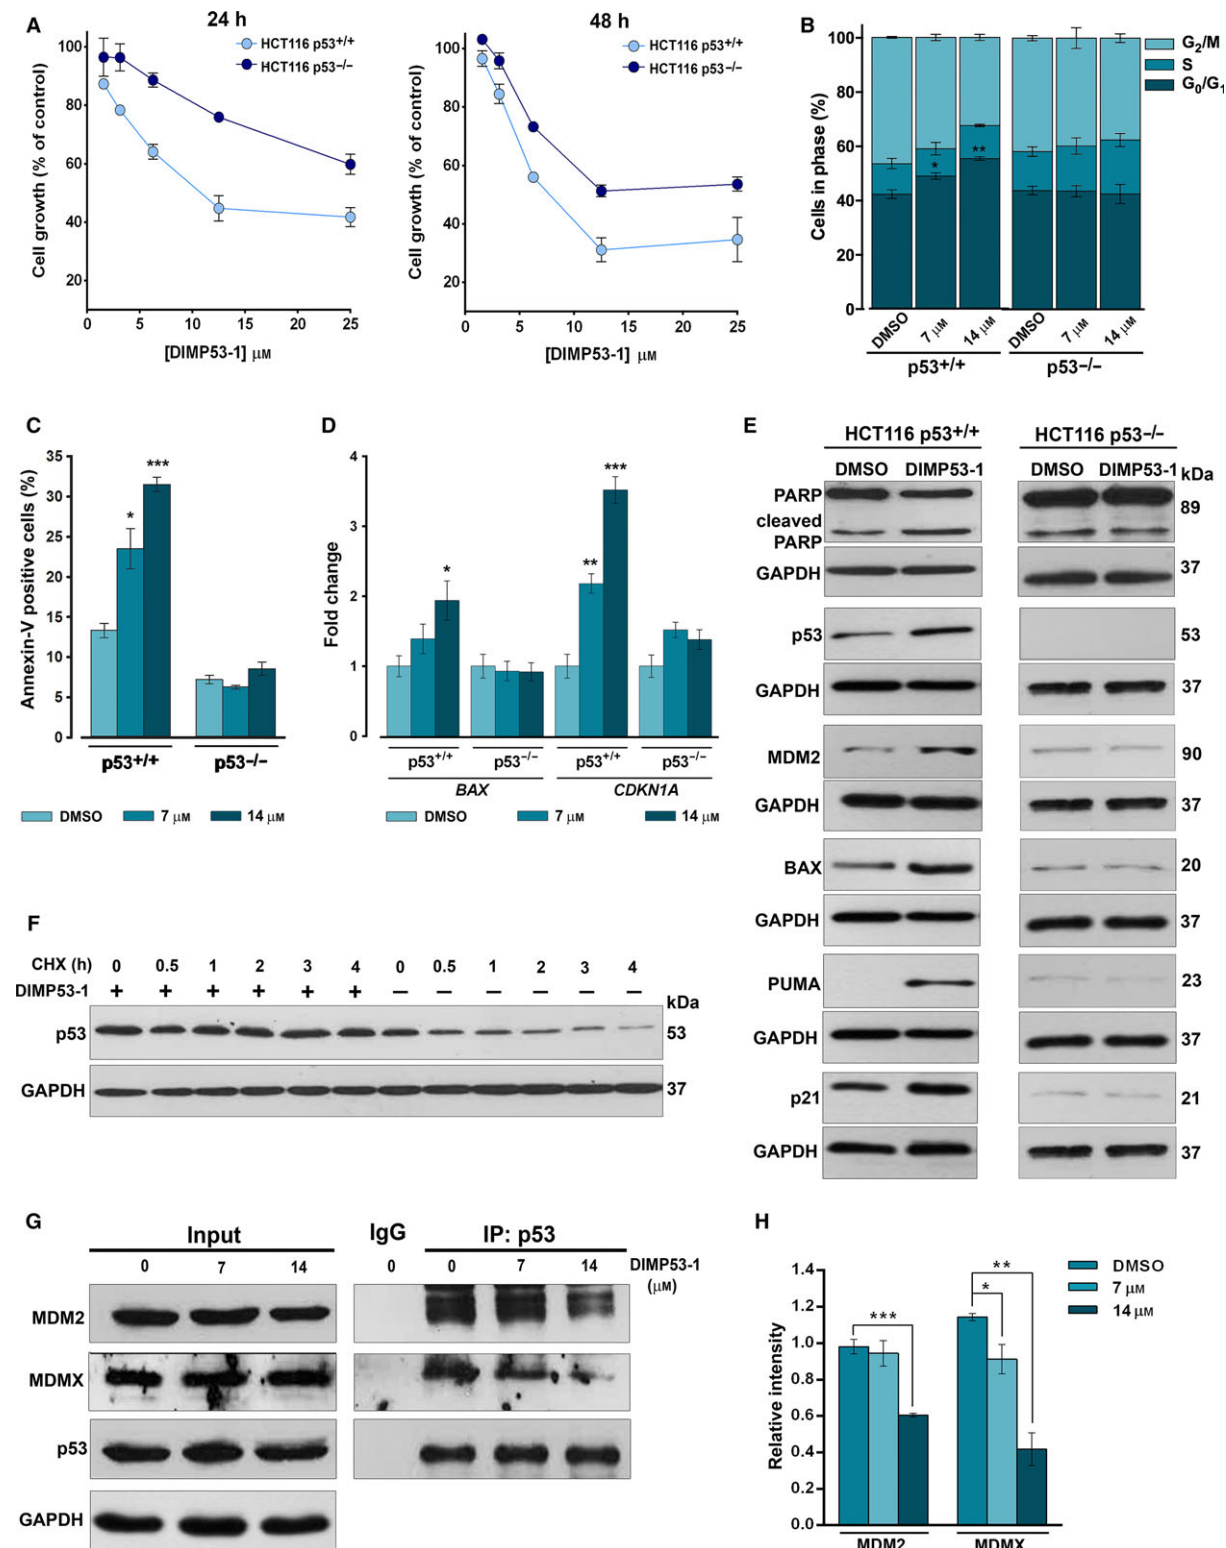 A
24 h
HCT116 p53+/+
HCT116 p53−/−
Cell growth (% of control)
100
80
60
40
20
0 5 10 15 20 25
[DIMP53-1] μM
48 h
HCT116 p53+/+
HCT116 p53−/−
Cell growth (% of control)
100
80
60
40
20
0 5 10 15 20 25
[DIMP53-1] μM
B
G2/M
S
G0/G1
Cells in phase (%)
100
80
60
40
20
0
* **
DMSO 7 μM 14 μM DMSO 7 μM 14 μM
p53+/+ p53−/−
C
Annexin-V positive cells (%)
35
30
25
20
15
10
5
0
* ***
p53+/+ p53−/−
DMSO 7 μM 14 μM
D
Fold change
4
3
2
1
0
* ** ***
p53+/+ p53−/− p53+/+ p53−/−
BAX CDKN1A
DMSO 7 μM 14 μM
E
HCT116 p53+/+ HCT116 p53−/−
DMSO DIMP53-1 DMSO DIMP53-1 kDa
PARP 89
cleaved
PARP
GAPDH 37
p53 53
GAPDH 37
MDM2 90
GAPDH 37
BAX 20
GAPDH 37
PUMA 23
GAPDH 37
p21 21
GAPDH 37
F
CHX (h) 0 0.5 1 2 3 4 0 0.5 1 2 3 4
DIMP53-1 + + + + + + − − − − − −
kDa
p53 53
GAPDH 37
G
Input IgG IP: p53
0 7 14 0 0 7 14 DIMP53-1
(μM)
MDM2
MDMX
p53
GAPDH
H
DMSO
7 μM
14 μM
Relative intensity
1.4
1.2
1.0
0.8
0.6
0.4
0.2
0.0
*** * **
MDM2 MDMX